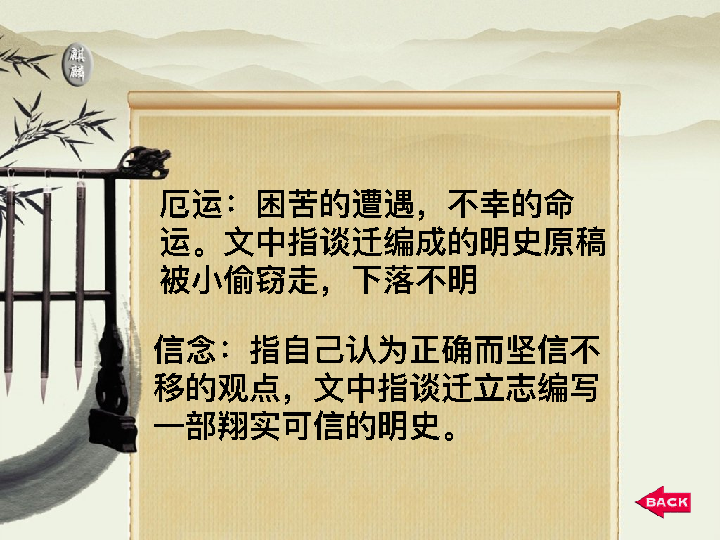 麒
麟
厄运：困苦的遭遇，不幸的命
运。文中指谈迁编成的明史原稿
被小偷窃走，下落不明
信念：指自己认为正确而坚信不
移的观点，文中指谈迁立志编写
一部翔实可信的明史。
BACK